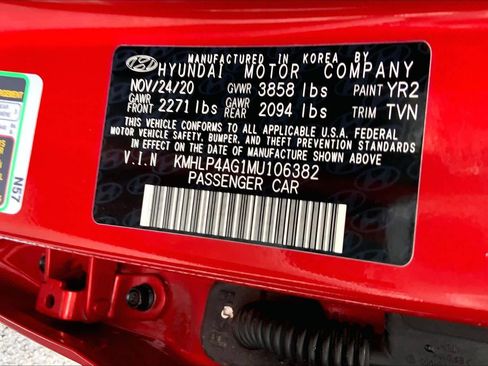 MANUFACTURED IN KOREA BY
HYUNDAI MOTOR COMPANY
NOV/24/20 GVWR 3858 lbs PAINT YR2
GAWR FRONT 2271 lbs GAWR REAR 2094 lbs TRIM TVN
THIS VEHICLE CONFORMS TO ALL APPLICABLE U.S.A. FEDERAL
MOTOR VEHICLE SAFETY, BUMPER, AND THEFT PREVENTION STANDARDS
IN EFFECT ON THE DATE OF MANUFACTURE SHOWN ABOVE.
V.I.N KMHLP4AG1MU106382
PASSENGER CAR
N57